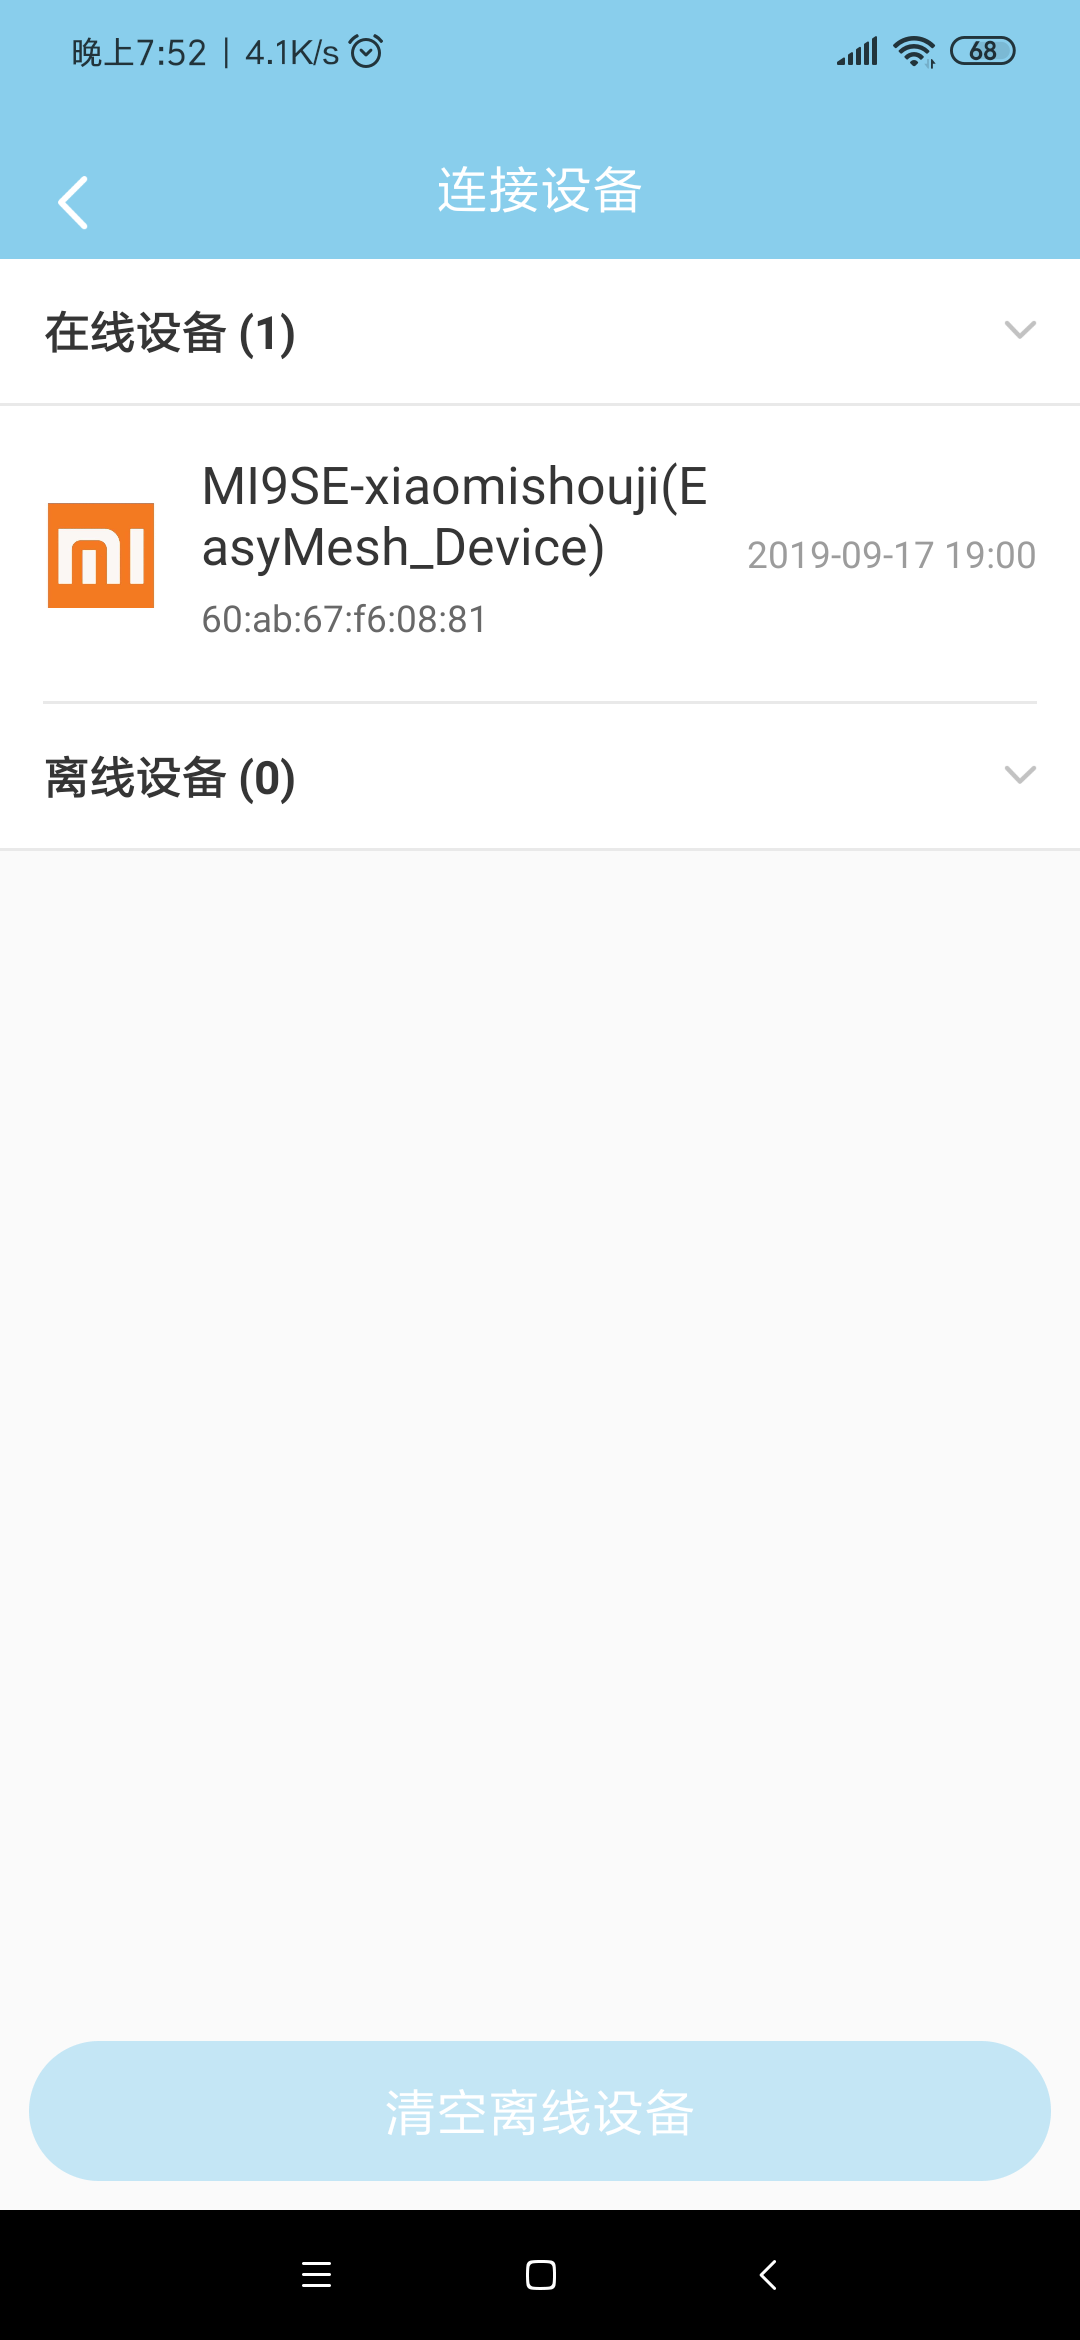 晚上7:52 | 4.1K/s
68
连接设备
在线设备 (1)
MI9SE-xiaomishouji(E
asyMesh_Device)
2019-09-17 19:00
60:ab:67:f6:08:81
离线设备 (0)
清空离线设备